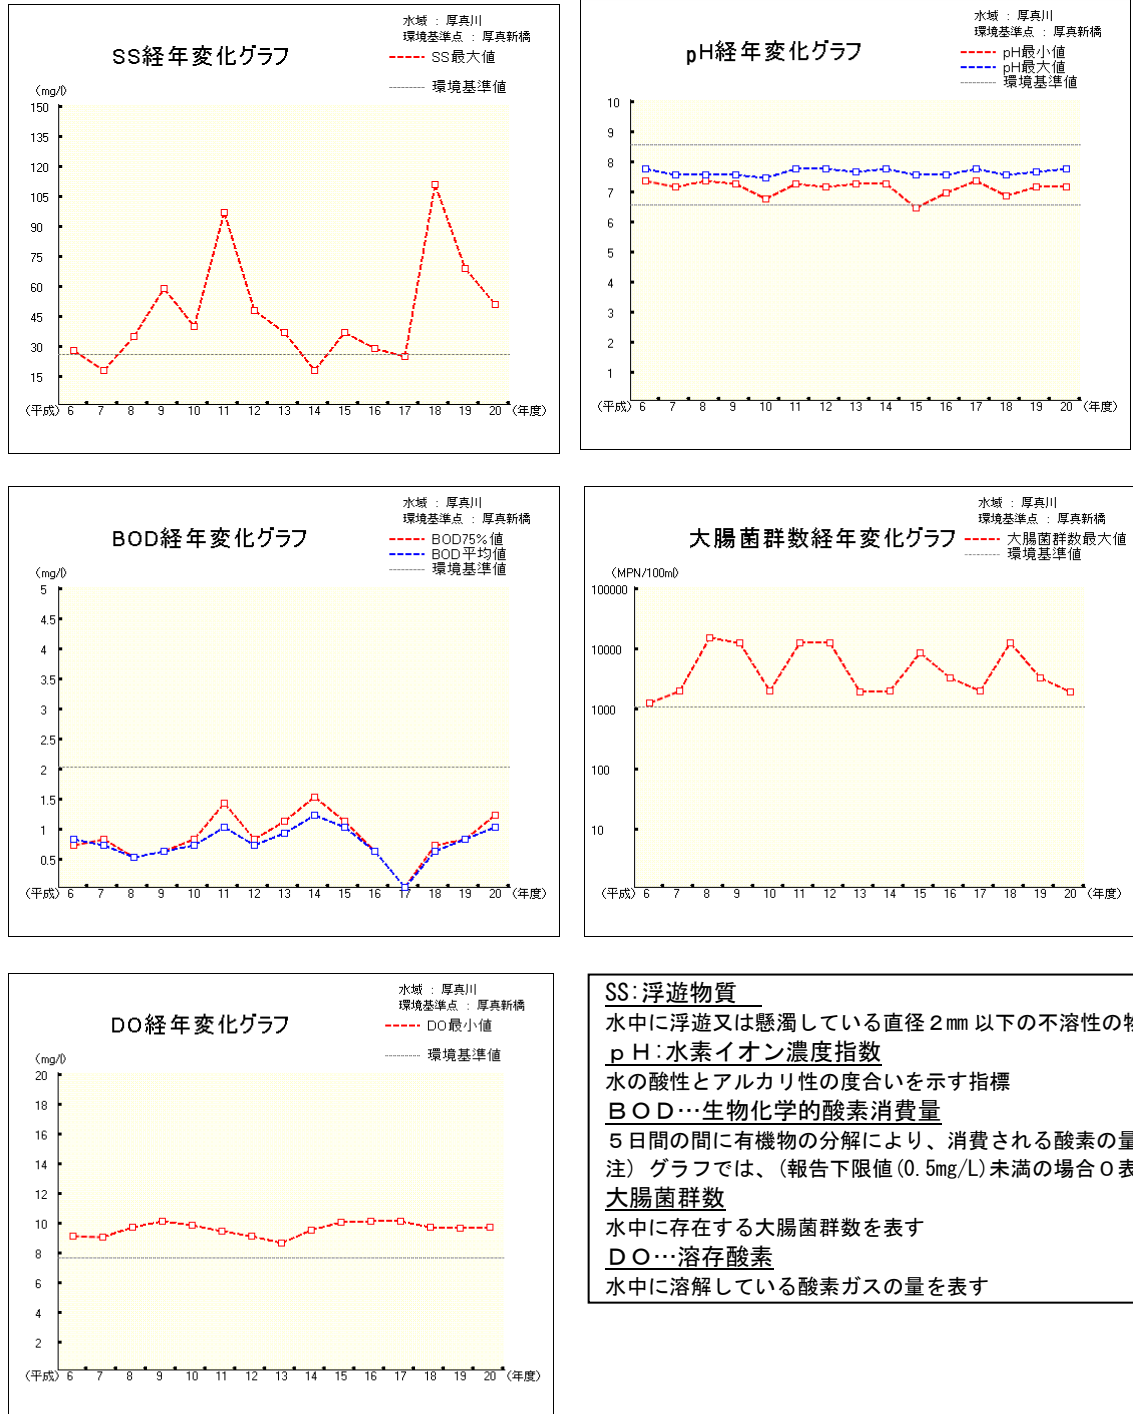 水域 : 厚真川
環境基準点 : 厚真新橋
SS経年変化グラフ
SS最大値
環境基準値
(mg/l)
150
135
120
105
90
75
60
45
30
15
(平成) 6 7 8 9 10 11 12 13 14 15 16 17 18 19 20 (年度)
水域 : 厚真川
環境基準点 : 厚真新橋
pH経年変化グラフ
pH最小値
pH最大値
環境基準値
10
9
8
7
6
5
4
3
2
1
(平成) 6 7 8 9 10 11 12 13 14 15 16 17 18 19 20 (年度)
水域 : 厚真川
環境基準点 : 厚真新橋
BOD経年変化グラフ
BOD75%値
BOD平均値
環境基準値
(mg/l)
5
4.5
4
3.5
3
2.5
2
1.5
1
0.5
(平成) 6 7 8 9 10 11 12 13 14 15 16 17 18 19 20 (年度)
水域 : 厚真川
環境基準点 : 厚真新橋
大腸菌群数経年変化グラフ
大腸菌群数最大値
環境基準値
(MPN/100ml)
100000
10000
1000
100
10
(平成) 6 7 8 9 10 11 12 13 14 15 16 17 18 19 20 (年度)
水域 : 厚真川
環境基準点 : 厚真新橋
DO経年変化グラフ
DO最小値
環境基準値
(mg/l)
20
18
16
14
12
10
8
6
4
2
(平成) 6 7 8 9 10 11 12 13 14 15 16 17 18 19 20 (年度)
SS:浮遊物質
水中に浮遊又は懸濁している直径2mm以下の不溶性の物
pH:水素イオン濃度指数
水の酸性とアルカリ性の度合いを示す指標
BOD…生物化学的酸素消費量
5日間の間に有機物の分解により、消費される酸素の量
注) グラフでは、(報告下限値(0.5mg/L)未満の場合0表
大腸菌群数
水中に存在する大腸菌群数を表す
DO…溶存酸素
水中に溶解している酸素ガスの量を表す